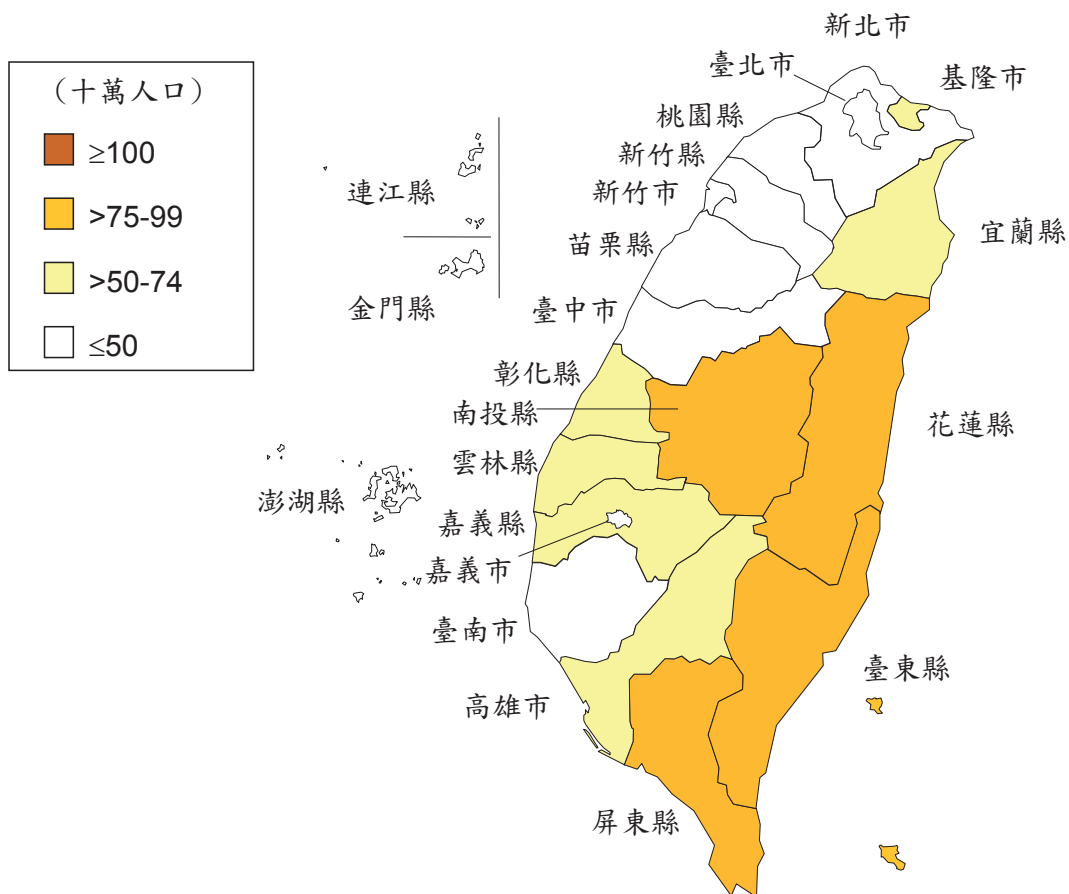 (十萬人口)
≥100
>75-99
>50-74
≤50
新北市
臺北市
基隆市
桃園縣
新竹縣
新竹市
連江縣
苗栗縣
宜蘭縣
金門縣
臺中市
彰化縣
南投縣
花蓮縣
雲林縣
澎湖縣
嘉義縣
嘉義市
臺南市
臺東縣
高雄市
屏東縣